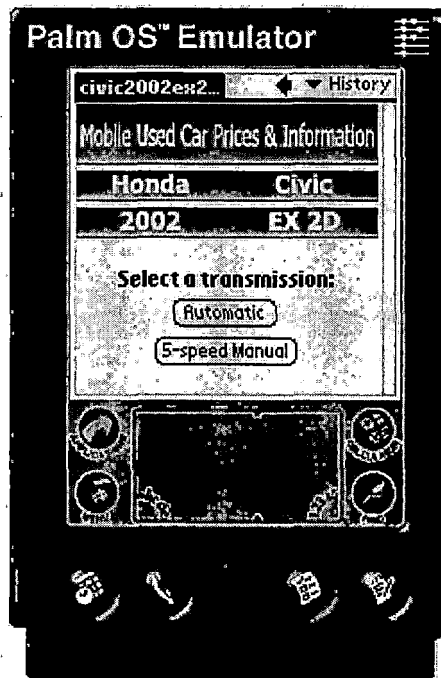 Palm OS™ Emulator
civic2002ex2... History
Mobile Used Car Prices & Information
Honda Civic
2002 EX 2D
Select a transmission:
Automatic
5-speed Manual